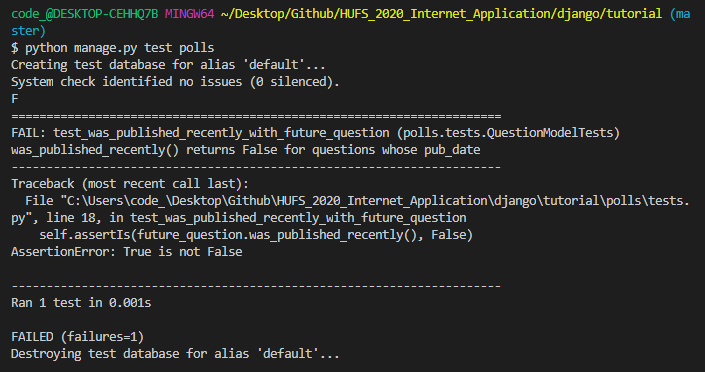 code_@DESKTOP-CEHHQ7B MINGW64 ~/Desktop/Github/HUFS_2020_Internet_Application/django/tutorial (ma
ster)
$ python manage.py test polls
Creating test database for alias 'default'...
System check identified no issues (0 silenced).
F
======================================================================
FAIL: test_was_published_recently_with_future_question (polls.tests.QuestionModelTests)
was_published_recently() returns False for questions whose pub_date
----------------------------------------------------------------------
Traceback (most recent call last):
  File "C:\Users\code_\Desktop\Github\HUFS_2020_Internet_Application\django\tutorial\polls\tests.
py", line 18, in test_was_published_recently_with_future_question
    self.assertIs(future_question.was_published_recently(), False)
AssertionError: True is not False

----------------------------------------------------------------------
Ran 1 test in 0.001s

FAILED (failures=1)
Destroying test database for alias 'default'...